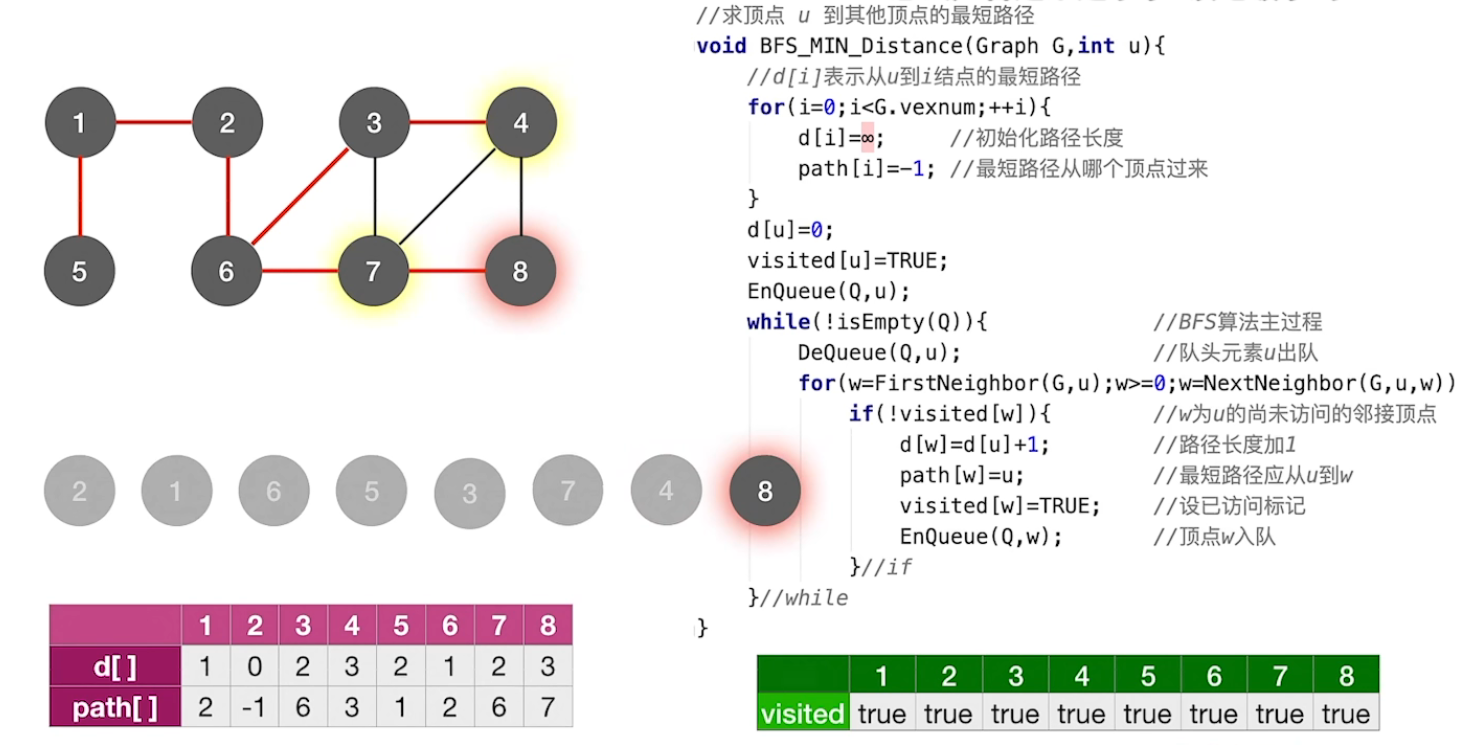 //求顶点 u 到其他顶点的最短路径
void BFS_MIN_Distance(Graph G,int u){
//d[i]表示从u到i结点的最短路径
for(i=0;i<G.vexnum;++i){
d[i]=∞; //初始化路径长度
path[i]=-1; //最短路径从哪个顶点过来
}
d[u]=0;
visited[u]=TRUE;
EnQueue(Q,u);
while(!isEmpty(Q)){ //BFS算法主过程
DeQueue(Q,u); //队头元素u出队
for(w=FirstNeighbor(G,u);w>=0;w=NextNeighbor(G,u,w))
if(!visited[w]){ //w为u的尚未访问的邻接顶点
d[w]=d[u]+1; //路径长度加1
path[w]=u; //最短路径应从u到w
visited[w]=TRUE; //设已访问标记
EnQueue(Q,w); //顶点w入队
}//if
}//while
}
1 2 3 4
5 6 7 8
2 1 6 5 3 7 4 8
1 2 3 4 5 6 7 8
d[ ] 1 0 2 3 2 1 2 3
path[ ] 2 -1 6 3 1 2 6 7
1 2 3 4 5 6 7 8
visited true true true true true true true true